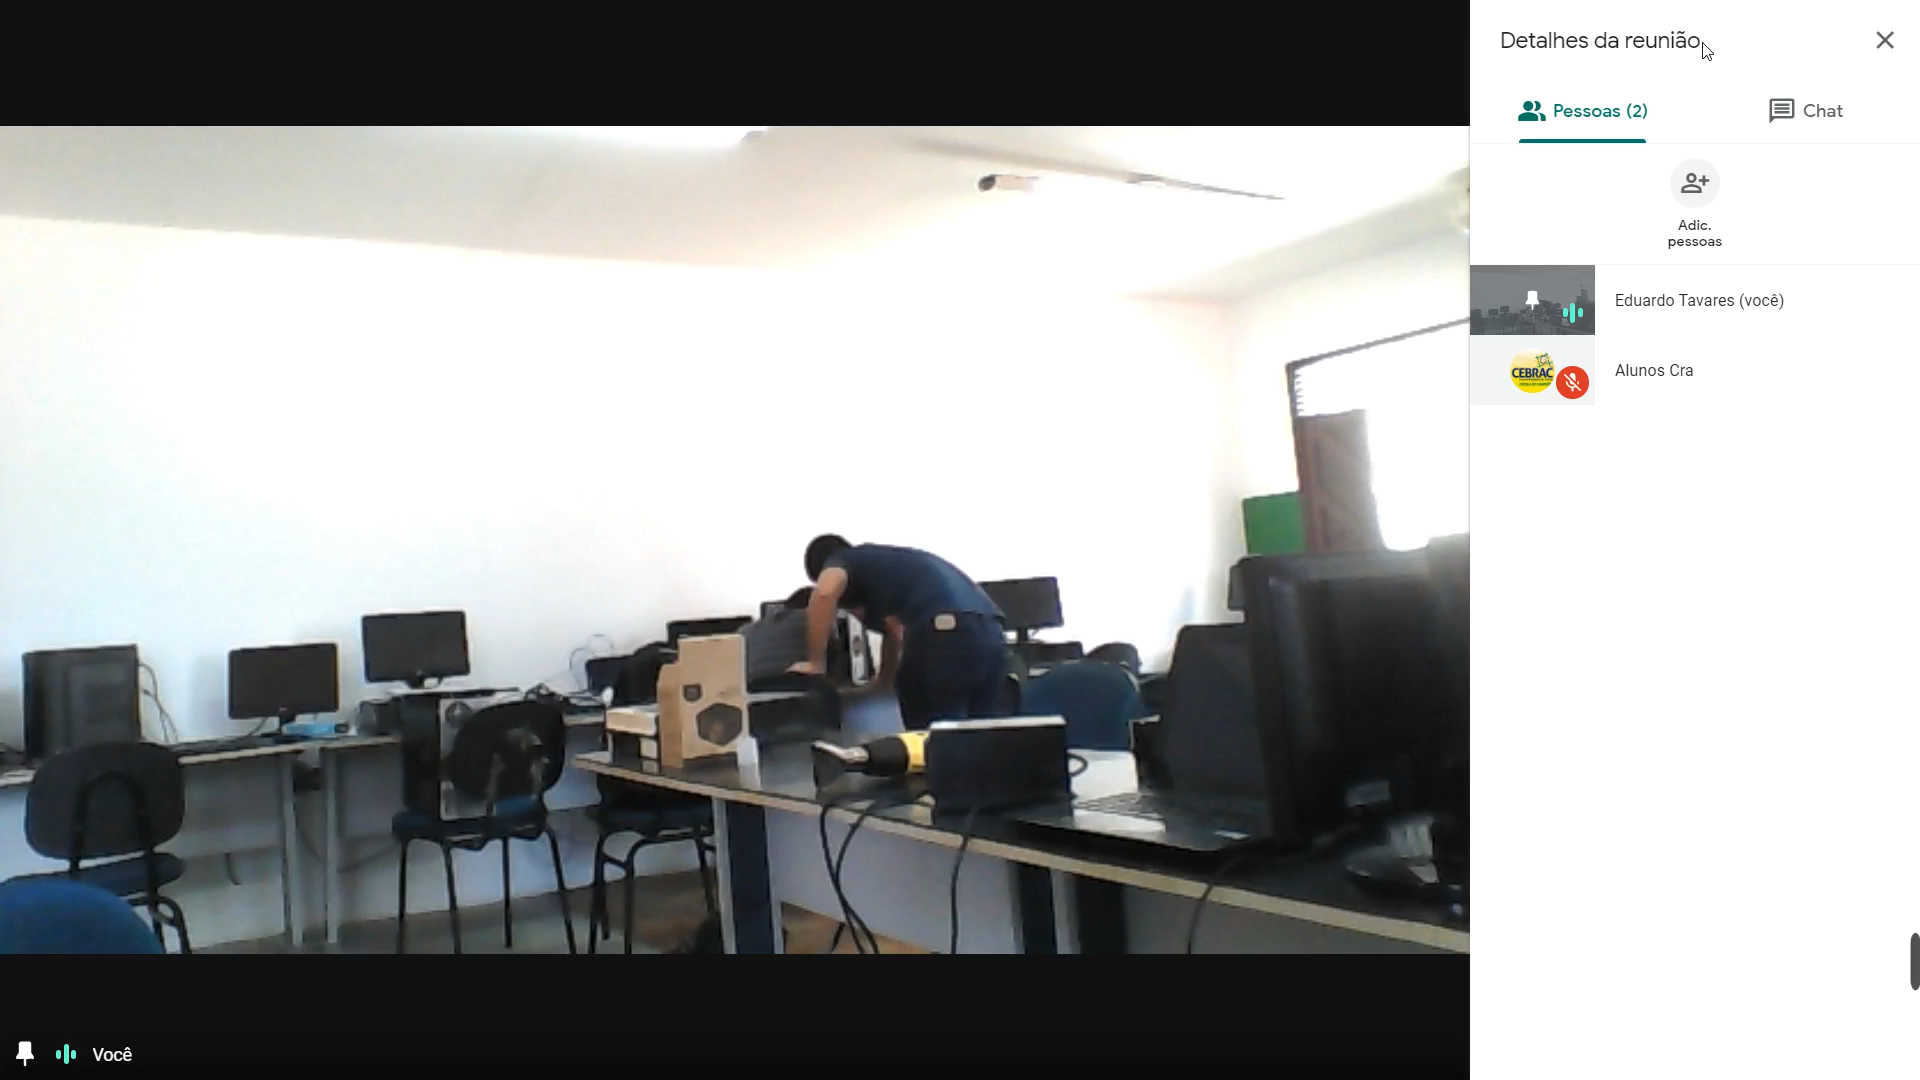 Detalhes da reunião
Pessoas (2)
Chat
Adic.
pessoas
Eduardo Tavares (você)
CEBRAC
Alunos Cra
Você